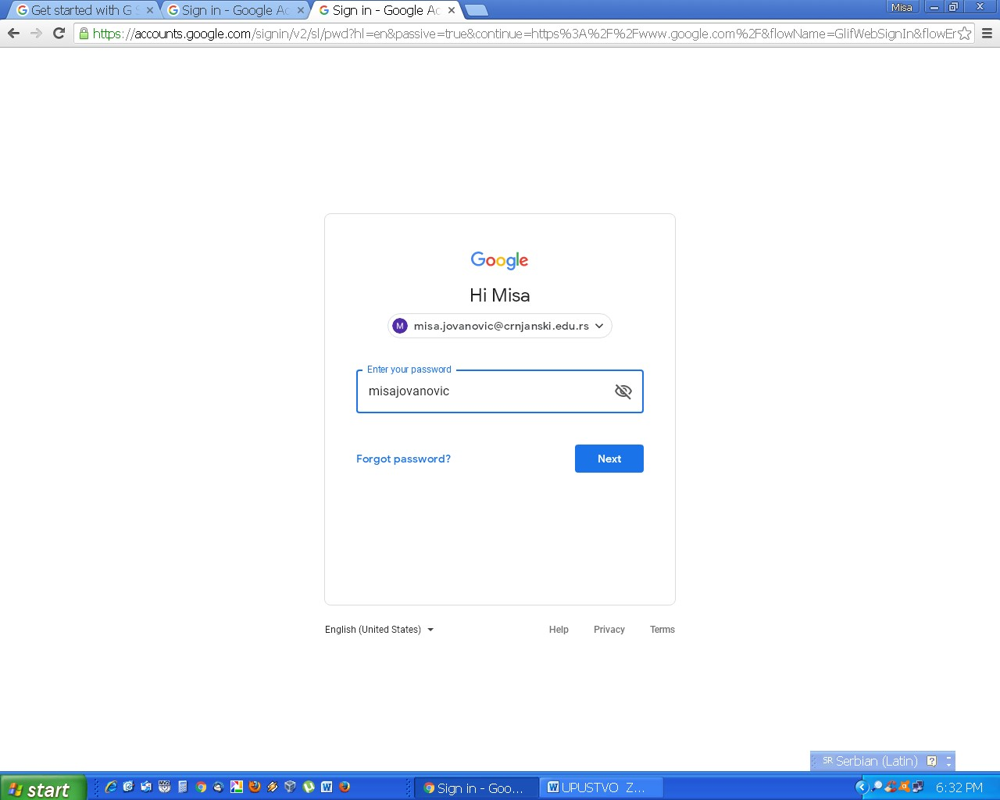 Get started with G S
Sign in - Google Ac
Sign in - Google Ac
Misa
https://accounts.google.com/signin/v2/sl/pwd?hl=en&passive=true&continue=https%3A%2F%2Fwww.google.com%2F&flowName=GlifWebSignIn&flowEr
Google
Hi Misa
M misa.jovanovic@crnjanski.edu.rs
Enter your password
misajovanovic
Forgot password? Next
English (United States) Help Privacy Terms
SR Serbian (Latin)
start Sign in - Goo... UPUSTVO Z... 6:32 PM